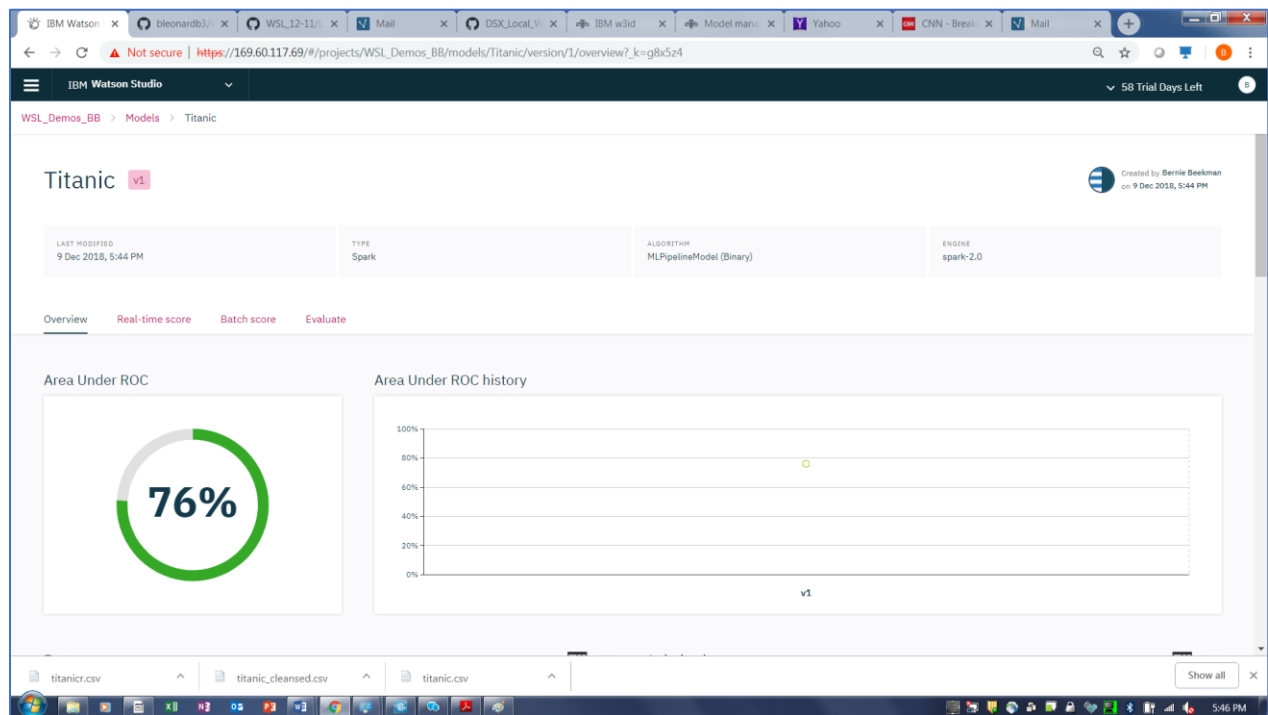 IBM Watson
bleonardb3/
WSL_12-11/
Mail
DSX_Local_W
IBM w3id
Model mana
Yahoo
CNN - Break
Mail
Not secure | https://169.60.117.69/#/projects/WSL_Demos_BB/models/Titanic/version/1/overview?_k=g8x5z4
B
IBM Watson Studio
58 Trial Days Left
B
WSL_Demos_BB > Models > Titanic
Titanic v1
Created by Bernie Beekman
on 9 Dec 2018, 5:44 PM
LAST MODIFIED
9 Dec 2018, 5:44 PM
TYPE
Spark
ALGORITHM
MLPipelineModel (Binary)
ENGINE
spark-2.0
Overview Real-time score Batch score Evaluate
Area Under ROC
76%
Area Under ROC history
100%
80%
60%
40%
20%
0%
v1
titanicr.csv
titanic_cleansed.csv
titanic.csv
Show all
5:46 PM